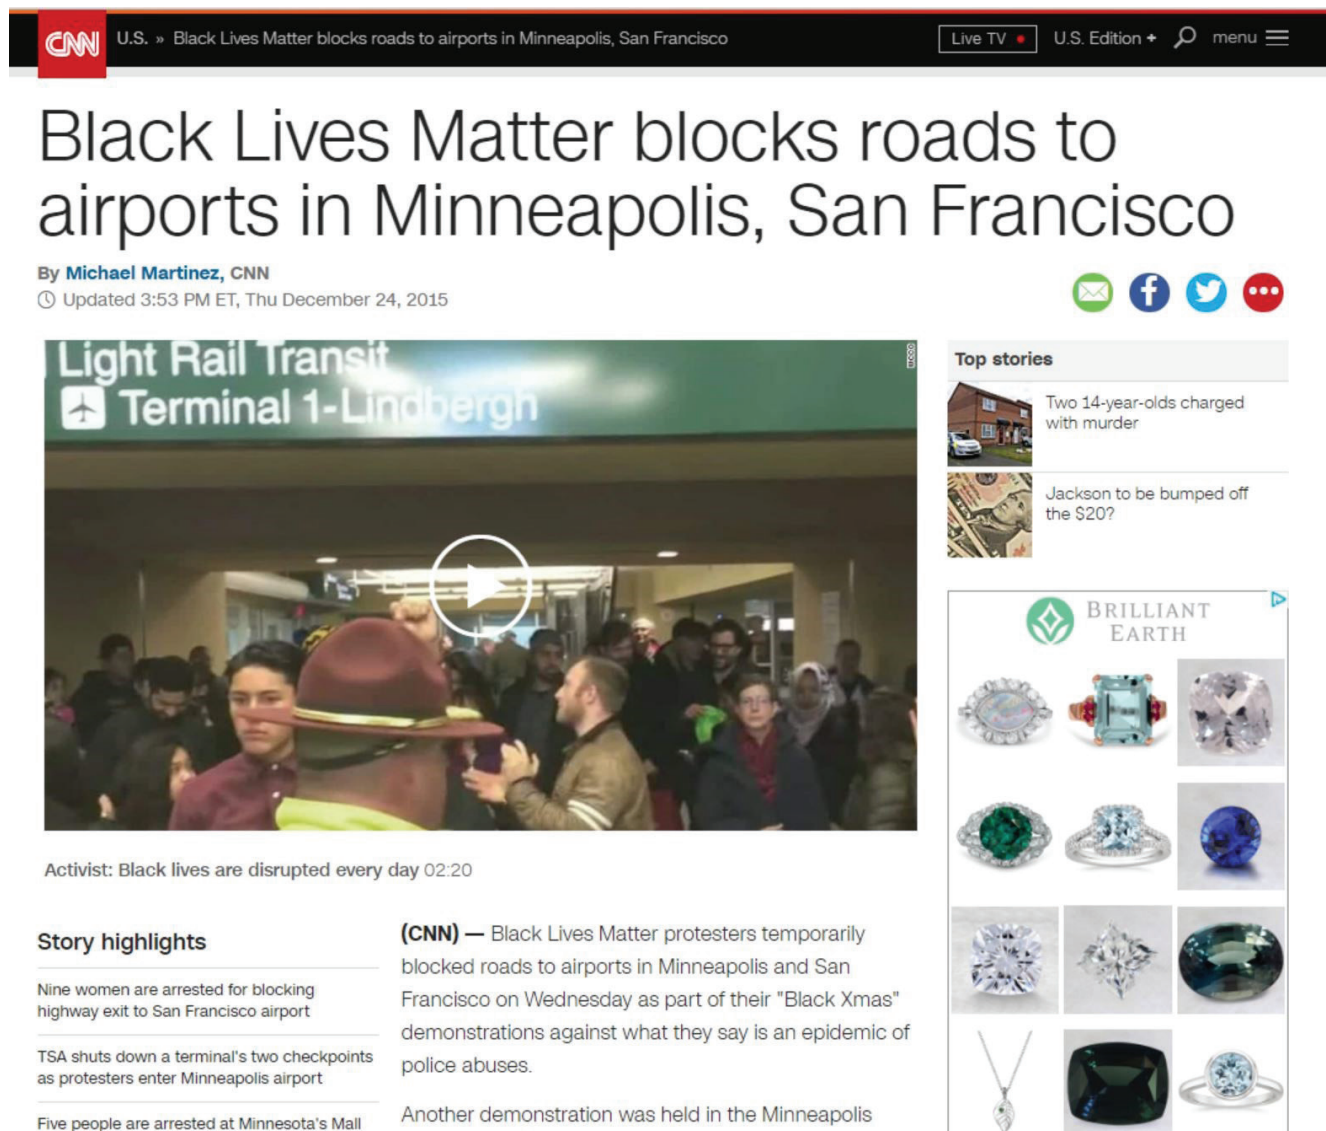 CNN U.S. » Black Lives Matter blocks roads to airports in Minneapolis, San Francisco Live TV U.S. Edition + menu
Black Lives Matter blocks roads to
airports in Minneapolis, San Francisco
By Michael Martinez, CNN
Updated 3:53 PM ET, Thu December 24, 2015
Light Rail Transit
Terminal 1-Lindbergh
Activist: Black lives are disrupted every day 02:20
Story highlights
Nine women are arrested for blocking
highway exit to San Francisco airport
TSA shuts down a terminal's two checkpoints
as protesters enter Minneapolis airport
Five people are arrested at Minnesota's Mall
(CNN) — Black Lives Matter protesters temporarily
blocked roads to airports in Minneapolis and San
Francisco on Wednesday as part of their "Black Xmas"
demonstrations against what they say is an epidemic of
police abuses.
Another demonstration was held in the Minneapolis
Top stories
Two 14-year-olds charged
with murder
Jackson to be bumped off
the $20?
BRILLIANT
EARTH